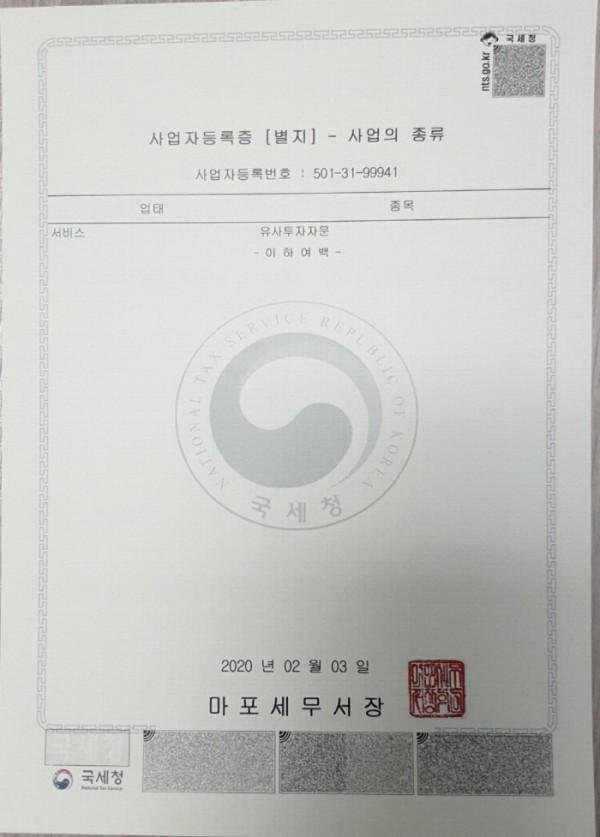 국세청
nts.go.kr
사업자등록증 [별지] - 사업의 종류
사업자등록번호 : 501-31-99941
업태 종목
서비스 유사투자자문
- 이 하 여 백 -
NATIONAL TAX SERVICE REPUBLIC OF KOREA
국세청
2020 년 02 월 03 일
마포세무서장
국세청
국세청
National Tax Service